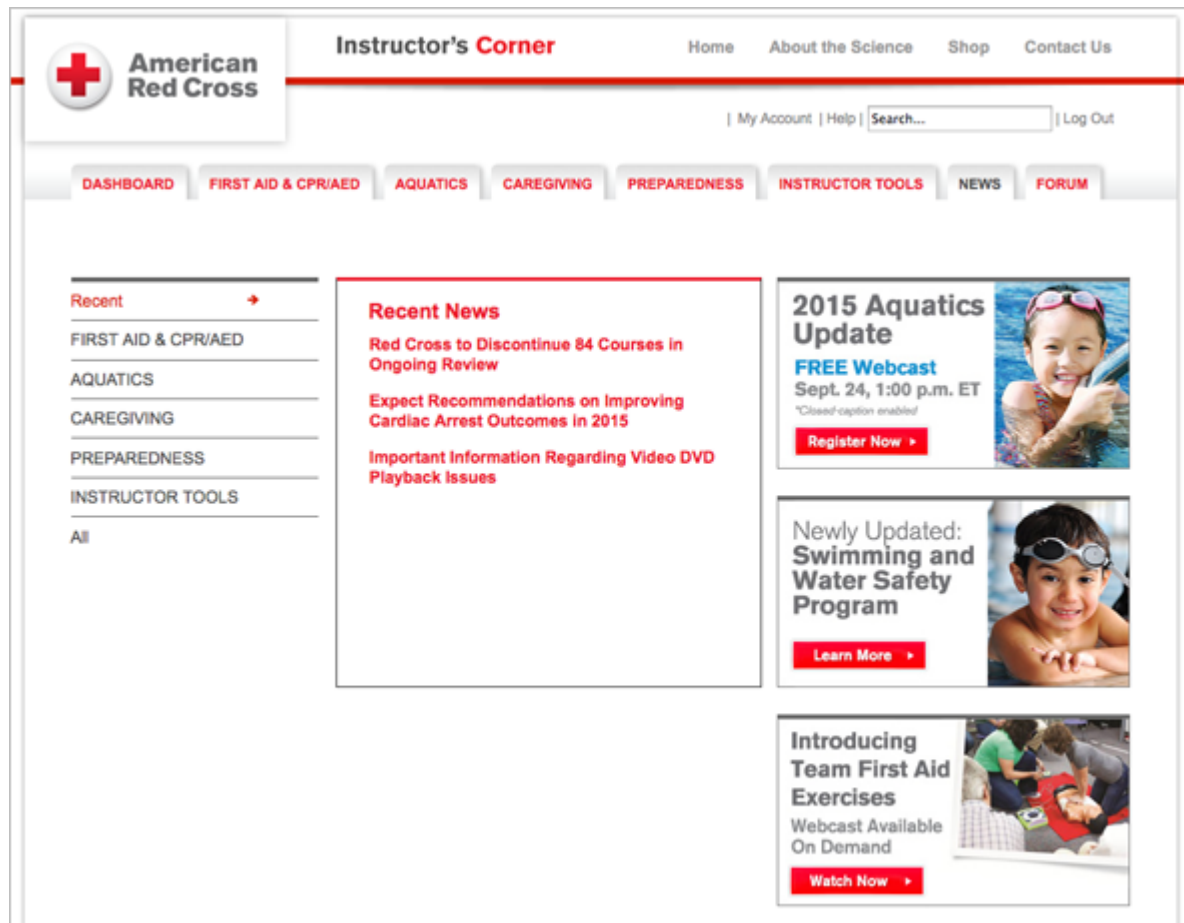 American
Red Cross
Instructor's Corner
Home About the Science Shop Contact Us
| My Account | Help | Search... | Log Out
DASHBOARD FIRST AID & CPR/AED AQUATICS CAREGIVING PREPAREDNESS INSTRUCTOR TOOLS NEWS FORUM
Recent
FIRST AID & CPR/AED
AQUATICS
CAREGIVING
PREPAREDNESS
INSTRUCTOR TOOLS
All
Recent News
Red Cross to Discontinue 84 Courses in
Ongoing Review
Expect Recommendations on Improving
Cardiac Arrest Outcomes in 2015
Important Information Regarding Video DVD
Playback Issues
2015 Aquatics
Update
FREE Webcast
Sept. 24, 1:00 p.m. ET
*Closed-caption enabled
Register Now
Newly Updated:
Swimming and
Water Safety
Program
Learn More
Introducing
Team First Aid
Exercises
Webcast Available
On Demand
Watch Now